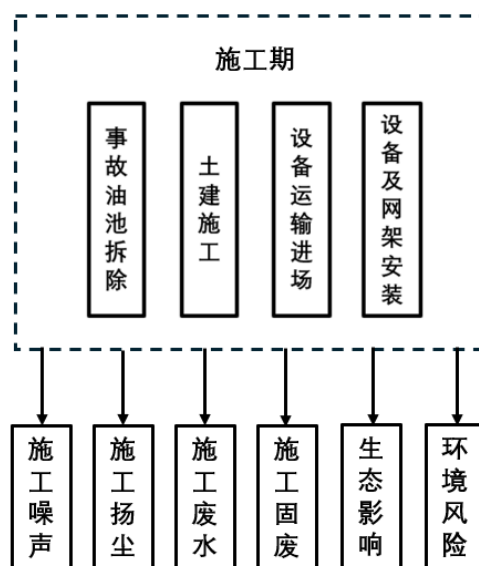 施工期
事故油池拆除
土建施工
设备运输进场
设备及网架安装
施工噪声
施工扬尘
施工废水
施工固废
生态影响
环境风险